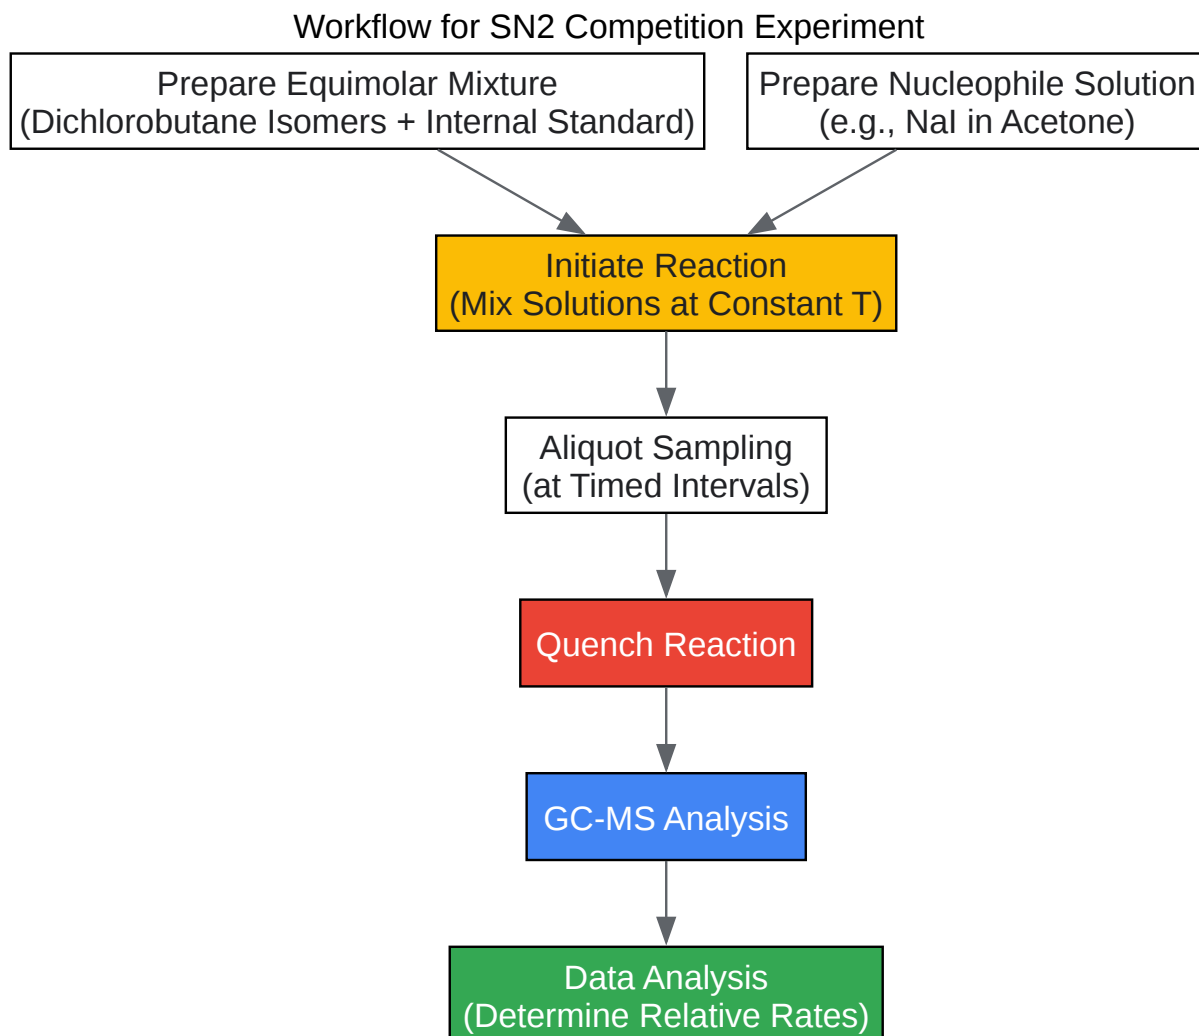 Workflow for SN2 Competition Experiment
Prepare Equimolar Mixture
(Dichlorobutane Isomers + Internal Standard)
Prepare Nucleophile Solution
(e.g., NaI in Acetone)
Initiate Reaction
(Mix Solutions at Constant T)
Aliquot Sampling
(at Timed Intervals)
Quench Reaction
GC-MS Analysis
Data Analysis
(Determine Relative Rates)